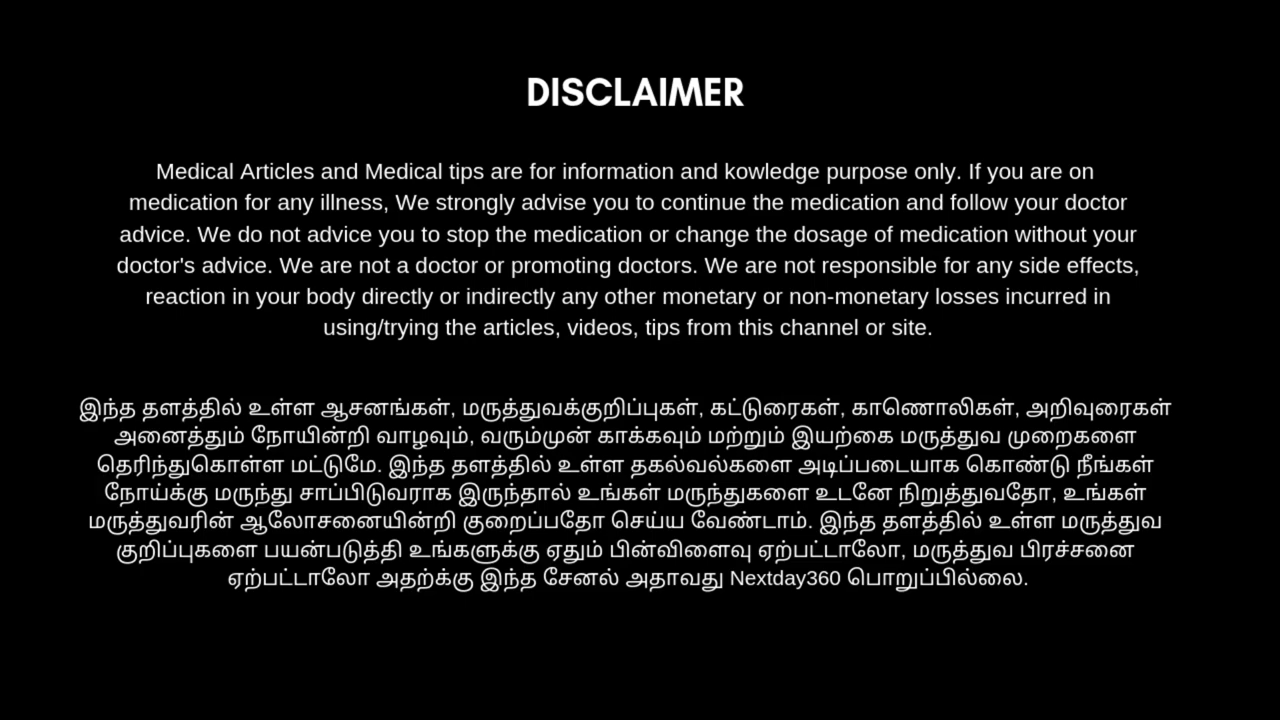 DISCLAIMER
Medical Articles and Medical tips are for information and kowledge purpose only. If you are on
medication for any illness, We strongly advise you to continue the medication and follow your doctor
advice. We do not advice you to stop the medication or change the dosage of medication without your
doctor's advice. We are not a doctor or promoting doctors. We are not responsible for any side effects,
reaction in your body directly or indirectly any other monetary or non-monetary losses incurred in
using/trying the articles, videos, tips from this channel or site.
இந்த தளத்தில் உள்ள ஆசனங்கள், மருத்துவக்குறிப்புகள், கட்டுரைகள், காணொலிகள், அறிவுரைகள்
அனைத்தும் நோயின்றி வாழவும், வரும்முன் காக்கவும் மற்றும் இயற்கை மருத்துவ முறைகளை
தெரிந்துகொள்ள மட்டுமே. இந்த தளத்தில் உள்ள தகல்வல்களை அடிப்படையாக கொண்டு நீங்கள்
நோய்க்கு மருந்து சாப்பிடுவராக இருந்தால் உங்கள் மருந்துகளை உடனே நிறுத்துவதோ, உங்கள்
மருத்துவரின் ஆலோசனையின்றி குறைப்பதோ செய்ய வேண்டாம். இந்த தளத்தில் உள்ள மருத்துவ
குறிப்புகளை பயன்படுத்தி உங்களுக்கு ஏதும் பின்விளைவு ஏற்பட்டாலோ, மருத்துவ பிரச்சனை
ஏற்பட்டாலோ அதற்க்கு இந்த சேனல் அதாவது Nextday360 பொறுப்பில்லை.